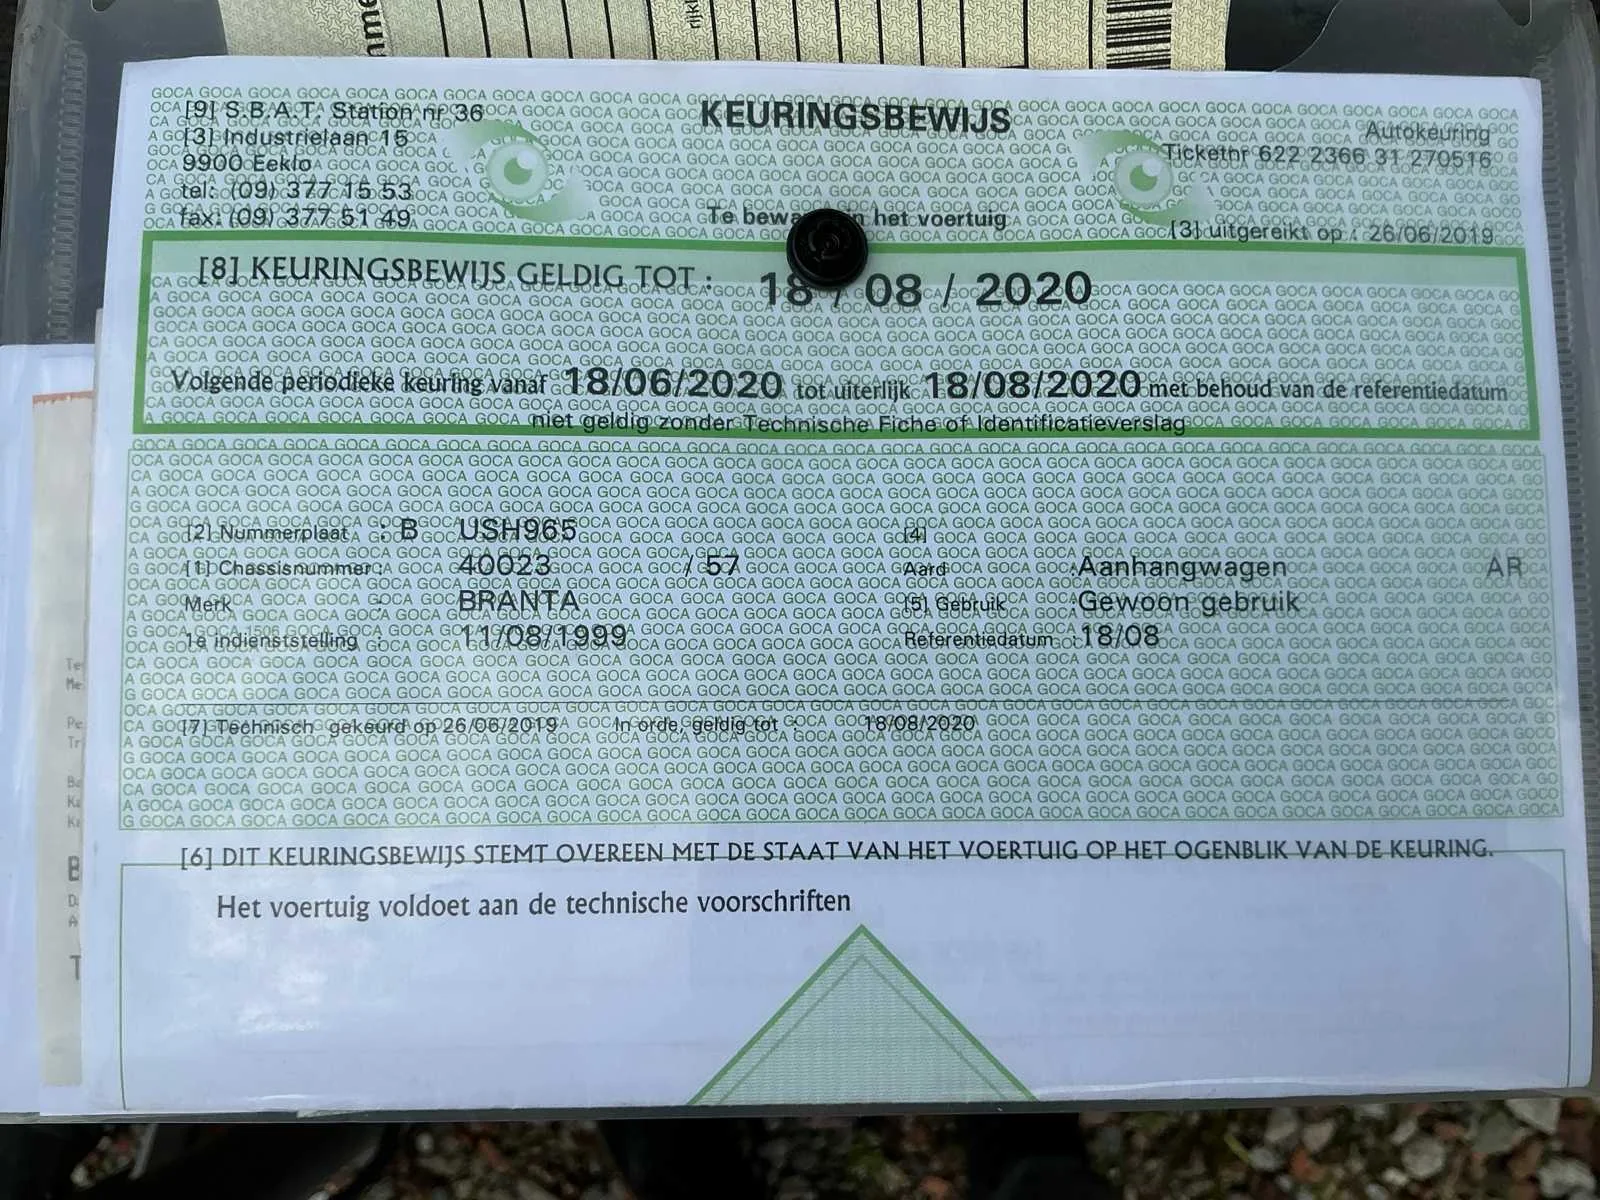 rijkl
[9] S.B.A.T. Station nr 36
KEURINGSBEWIJS
Autokeuring
[3] Industrielaan 15
Ticketnr 622 2366 31 270516
9900 Eeklo
tel: (09) 377 15 53
fax: (09) 377 51 49
Te in het voertuig
[3] uitgereikt op : 26/06/2019
[8] KEURINGSBEWIJS GELDIG TOT : 18 / 08 / 2020
Volgende periodieke keuring vanaf 18/06/2020 tot uiterlijk 18/08/2020 met behoud van de referentiedatum
niet geldig zonder Technische Fiche of Identificatieverslag
[2] Nummerplaat : B USH965 [4]
[1] Chassisnummer : 40023 / 57 Aard : Aanhangwagen AR
Merk : BRANTA [5] Gebruik : Gewoon gebruik
1e indienststelling : 11/08/1999 Referentiedatum : 18/08
[7] Technisch gekeurd op 26/06/2019 In orde, geldig tot : 18/08/2020
[6] DIT KEURINGSBEWIJS STEMT OVEREEN MET DE STAAT VAN HET VOERTUIG OP HET OGENBLIK VAN DE KEURING.
Het voertuig voldoet aan de technische voorschriften